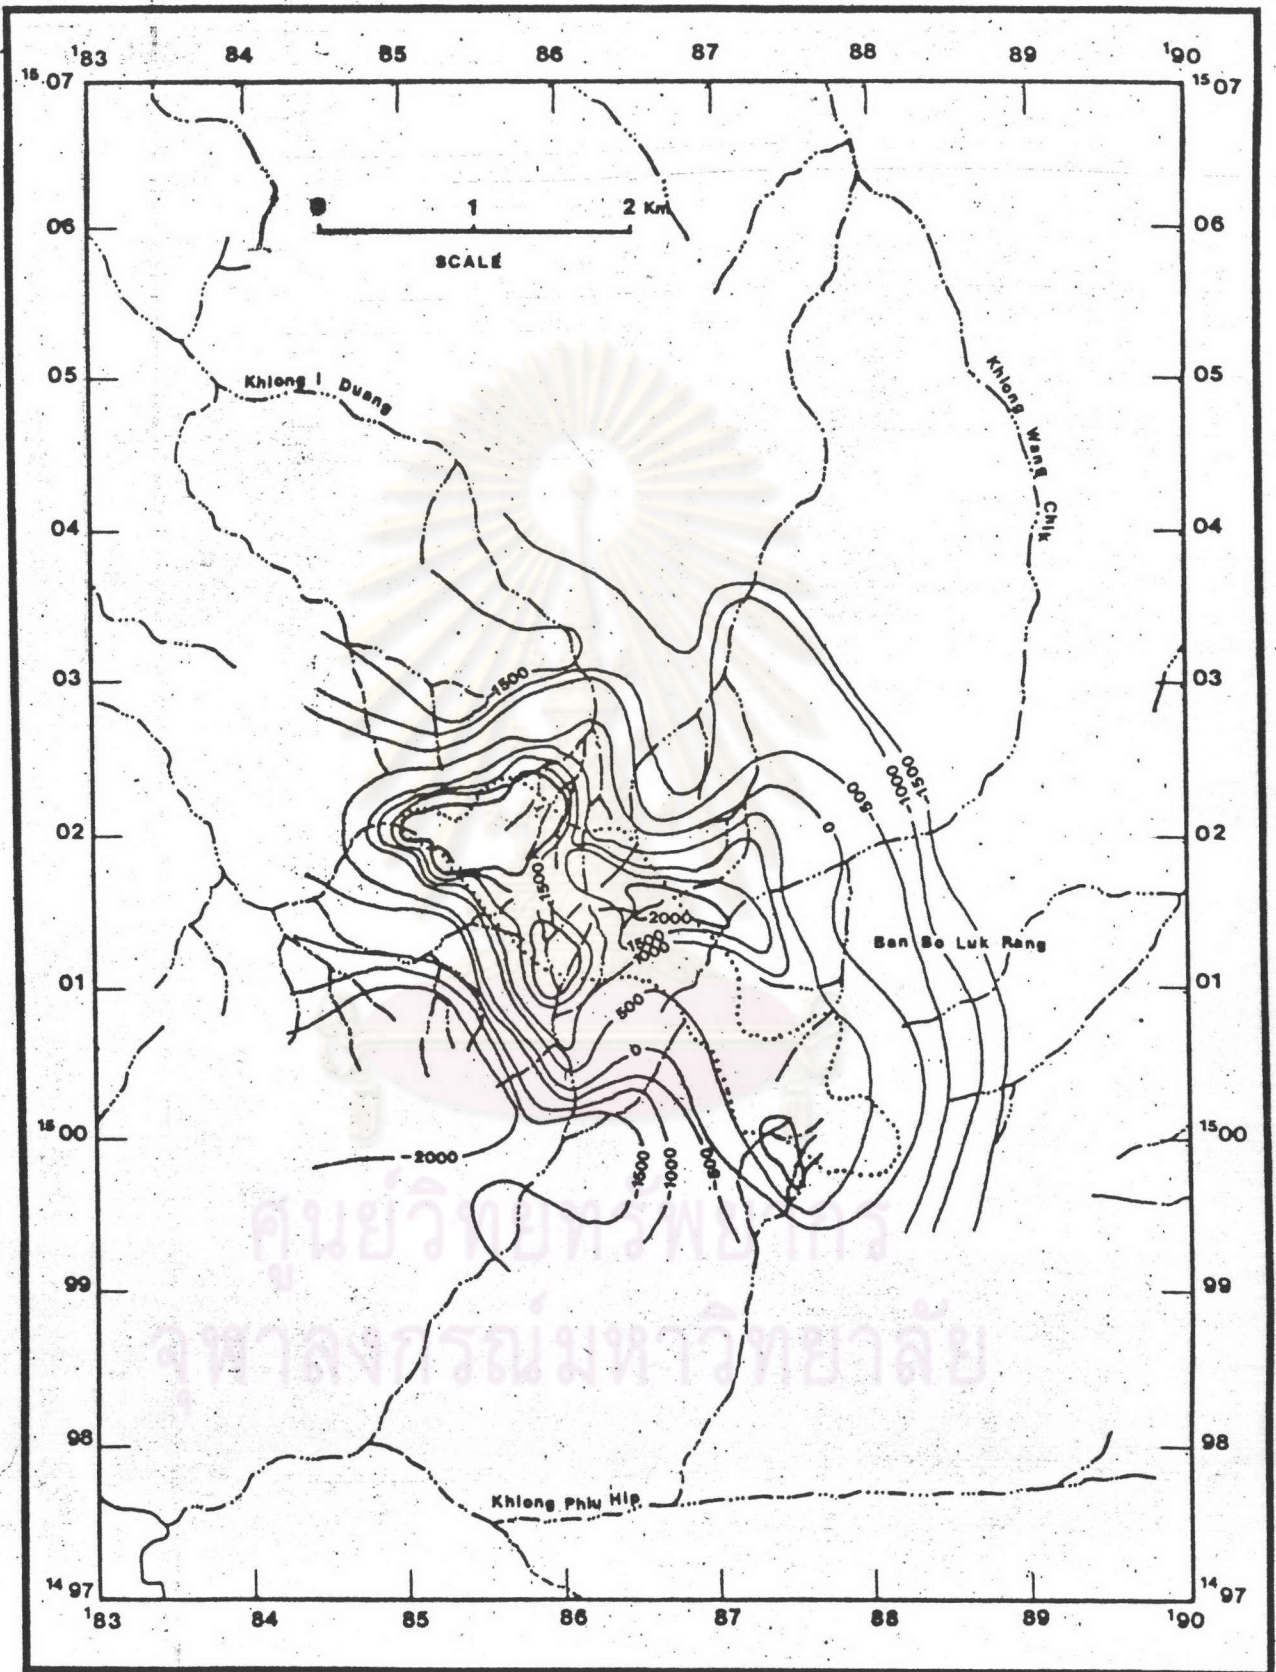 183 84 85 86 87 88 89 190
1507 1507
0 1 2 Km
06 06
SCALE
05 05
Khlong I Duang
Khlong Wang Chik
04 04
03 03
-1500
-1500
-1000
-500
0
02 02
-1500
-2000
-1500
1000
Ban Bo Luk Rang
01 01
500
0
1500 1500
-2000
-1500
-1000
-500
ศูนย์วิทยทรัพยากร
99 99
จุฬาลงกรณ์มหาวิทยาลัย
98 98
Khlong Phlu Hip
1497 1497
183 84 85 86 87 88 89 190